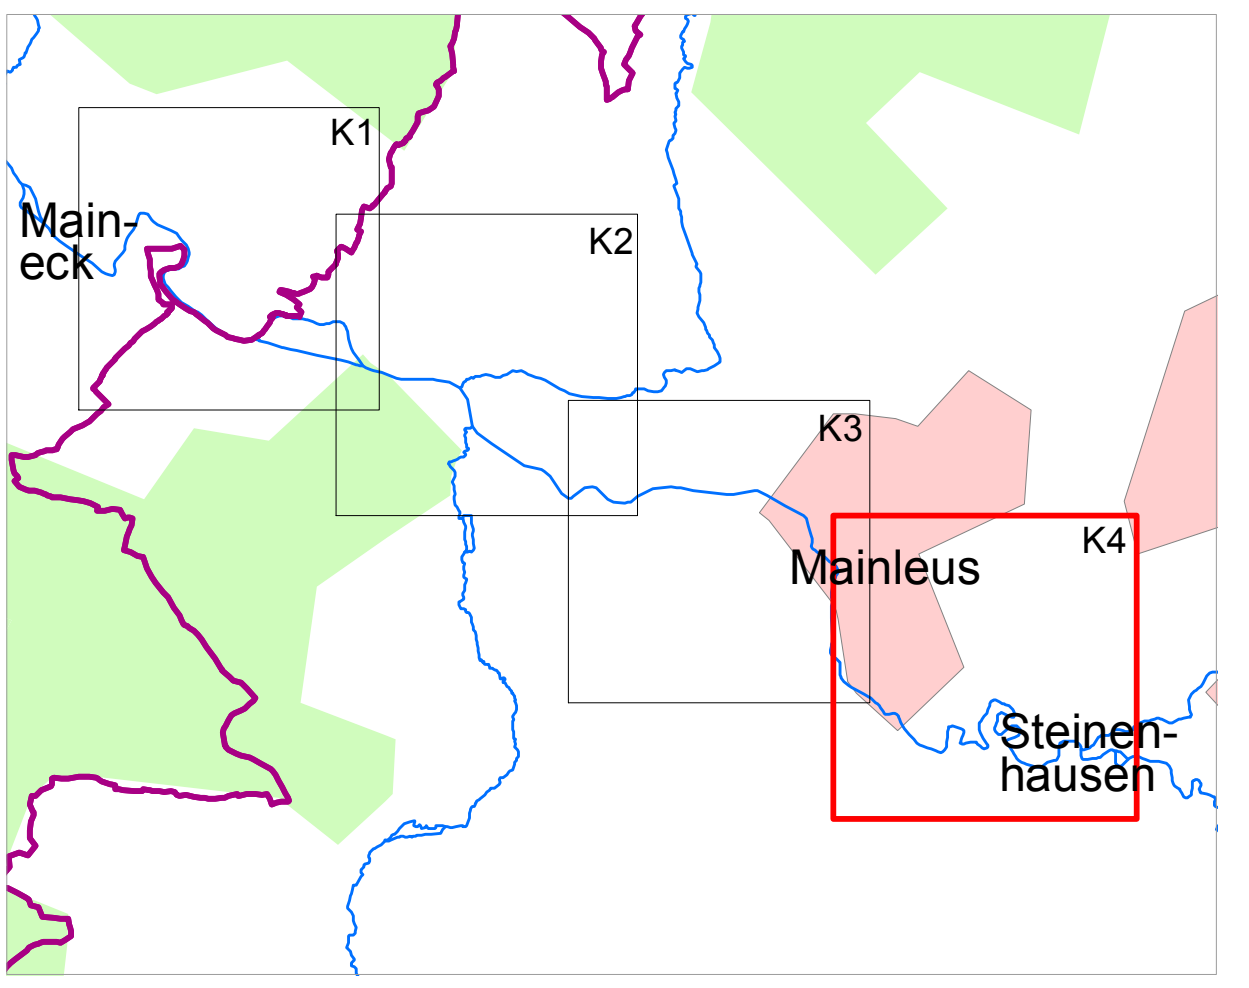 K1
Main-
eck
K2
K3
K4
Mainleus
Steinen-
hausen